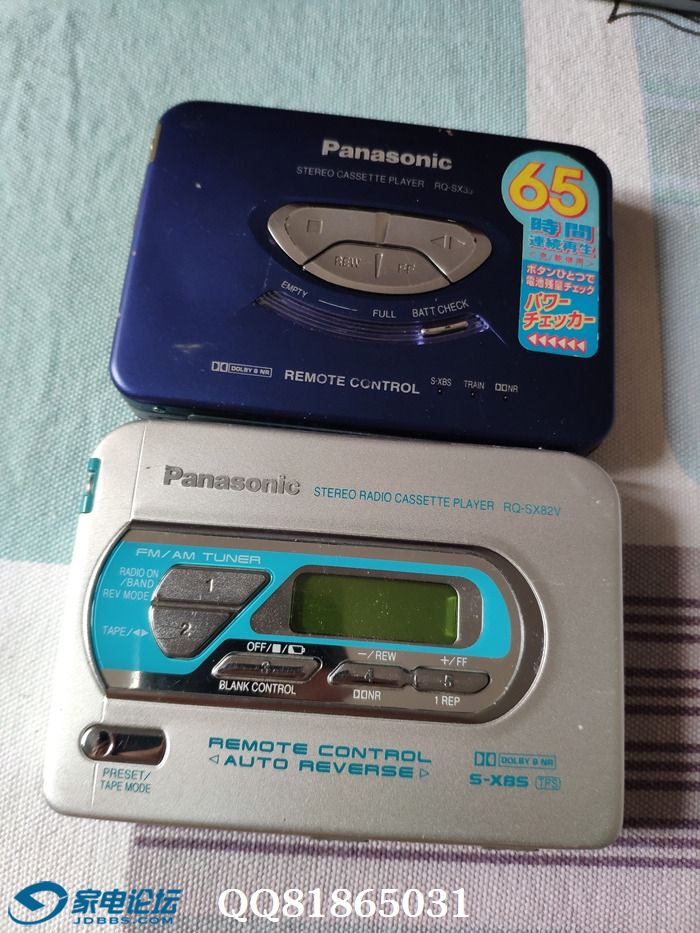 Panasonic
STEREO CASSETTE PLAYER RQ-SX35
65
時間
連続再生
ボタンひとつで
電池残量チェック
パワー
チェッカー
REW FF
EMPTY FULL BATT CHECK
DOLBY B NR REMOTE CONTROL S-XBS TRAIN NR
Panasonic STEREO RADIO CASSETTE PLAYER RQ-SX82V
FM/AM TUNER
RADIO ON
/BAND
REV MODE
1
TAPE/◁▷
2
OFF/■/ -/REW +/FF
3 4 5
BLANK CONTROL NR 1 REP
REMOTE CONTROL
◁ AUTO REVERSE ▷
DOLBY B NR
S-XBS TPS
PRESET/
TAPE MODE
家电论坛
JDBBS.COM
QQ81865031